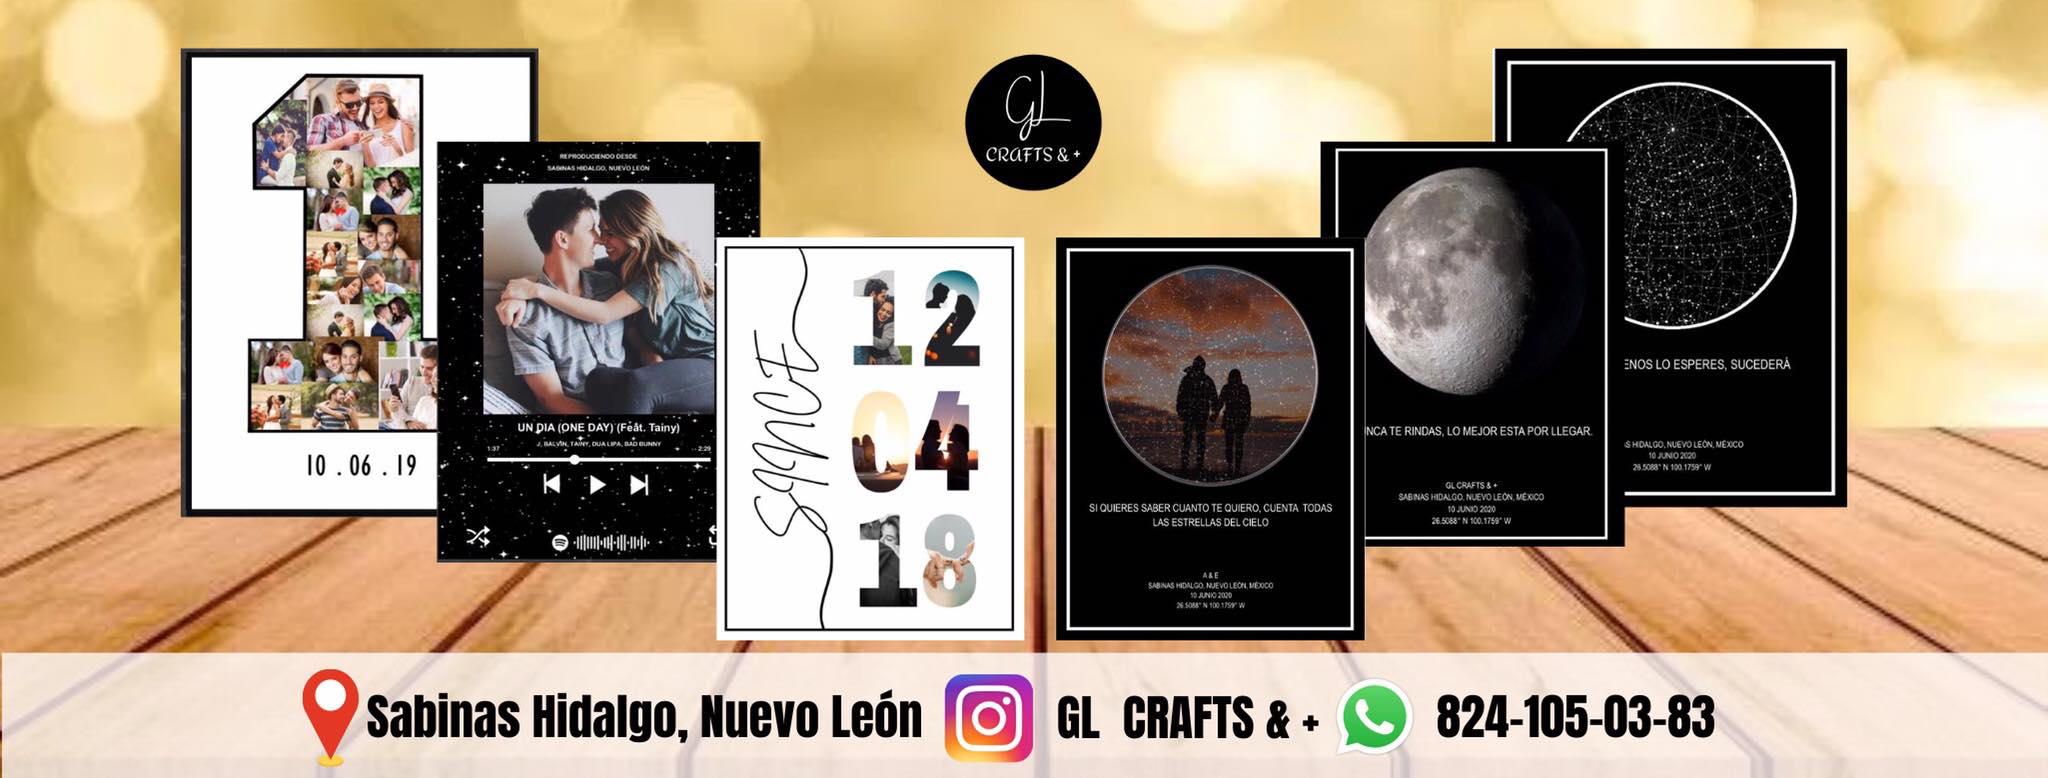 GL
CRAFTS & +
10 . 06 . 19
REPRODUCIENDO DESDE
SABINAS HIDALGO, NUEVO LEÓN
UN DIA (ONE DAY) (Feat. Tainy)
J. BALVIN, TAINY, DUA LIPA, BAD BUNNY
1:37
- 2:29
SINCE
12
04
18
SI QUIERES SABER CUANTO TE QUIERO, CUENTA TODAS
LAS ESTRELLAS DEL CIELO
A & E
SABINAS HIDALGO, NUEVO LEÓN, MÉXICO
10 JUNIO 2020
26.5088° N 100.1759° W
NCA TE RINDAS, LO MEJOR ESTA POR LLEGAR.
GL CRAFTS & +
SABINAS HIDALGO, NUEVO LEÓN, MÉXICO
10 JUNIO 2020
26.5088° N 100.1759° W
ENOS LO ESPERES, SUCEDERÁ
AS HIDALGO, NUEVO LEÓN, MÉXICO
10 JUNIO 2020
26.5088° N 100.1759° W
Sabinas Hidalgo, Nuevo León GL CRAFTS & + 824-105-03-83